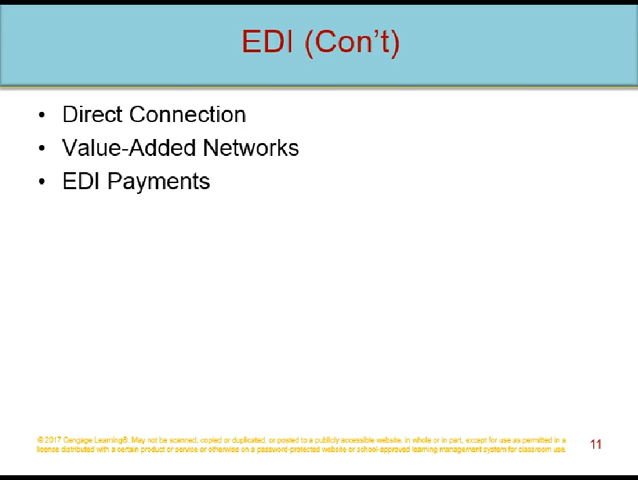 EDI (Con't)
• Direct Connection
• Value-Added Networks
• EDI Payments
© 2017 Cengage Learning®. May not be scanned, copied or duplicated, or posted to a publicly accessible website, in whole or in part, except for use as permitted in a
license distributed with a certain product or service or otherwise on a password-protected website or school-approved learning management system for classroom use.
11